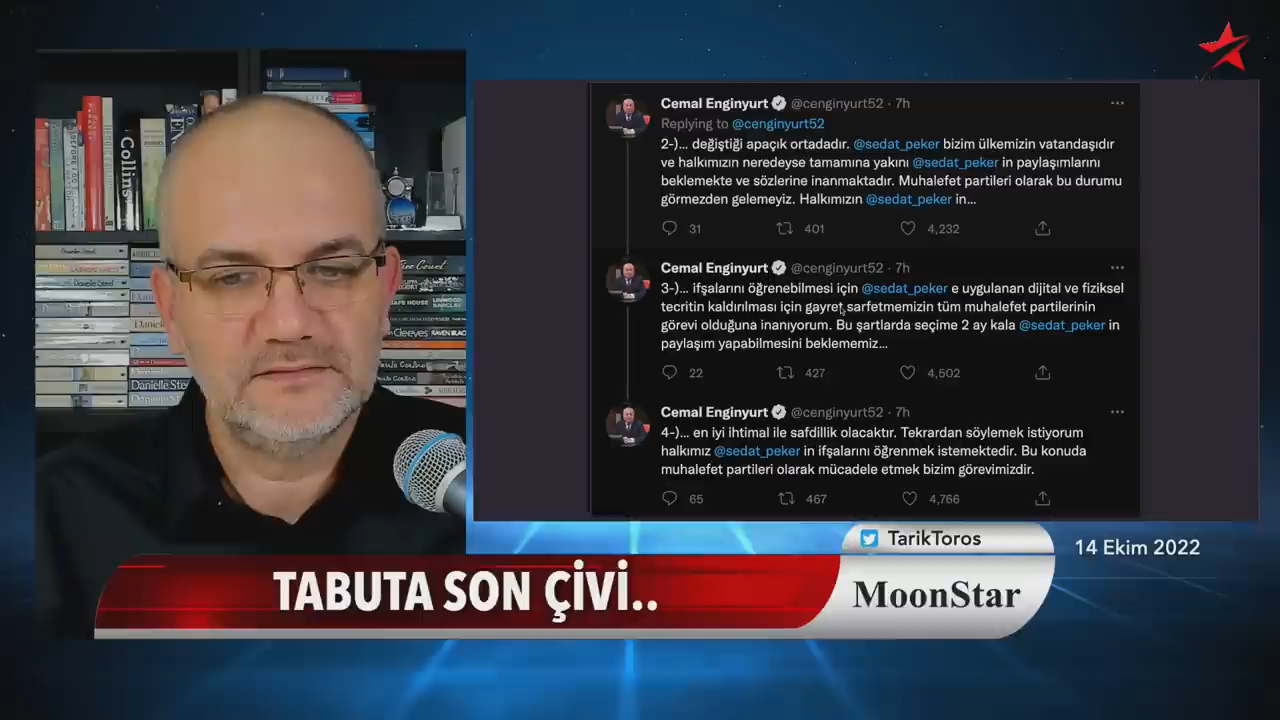 Cemal Enginyurt @cenginyurt52 · 7h
Replying to @cenginyurt52
2-)... değiştiği apaçık ortadadır. @sedat_peker bizim ülkemizin vatandaşıdır
ve halkımızın neredeyse tamamına yakını @sedat_peker in paylaşımlarını
beklemekte ve sözlerine inanmaktadır. Muhalefet partileri olarak bu durumu
görmezden gelemeyiz. Halkımızın @sedat_peker in...
31 401 4,232
Cemal Enginyurt @cenginyurt52 · 7h
3-)... ifşalarını öğrenebilmesi için @sedat_peker e uygulanan dijital ve fiziksel
tecritin kaldırılması için gayret sarfetmemizin tüm muhalefet partilerinin
görevi olduğuna inanıyorum. Bu şartlarda seçime 2 ay kala @sedat_peker in
paylaşım yapabilmesini beklememiz...
22 427 4,502
Cemal Enginyurt @cenginyurt52 · 7h
4-)... en iyi ihtimal ile safdillik olacaktır. Tekrardan söylemek istiyorum
halkımız @sedat_peker in ifşalarını öğrenmek istemektedir. Bu konuda
muhalefet partileri olarak mücadele etmek bizim görevimizdir.
65 467 4,766
Collins
Danielle Steel
TarikToros
14 Ekim 2022
TABUTA SON ÇİVİ..
MoonStar